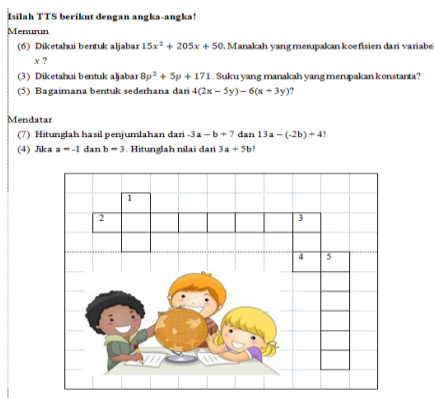 Isilah TTS berikut dengan angka-angka!
Menurun
(6) Diketahui bentuk aljabar 15x² + 205x + 50. Manakah yang merupakan koefisien dari variabe
x ?
(3) Diketahui bentuk aljabar 8p² + 5p + 171. Suku yang manakah yang merupakan konstanta?
(5) Bagaimana bentuk sederhana dari 4(2x − 5y) − 6(x + 3y)?
Mendatar
(7) Hitunglah hasil penjumlahan dari -3a − b + 7 dan 13a − (-2b) + 4!
(4) Jika a = -1 dan b = 3. Hitunglah nilai dari 3a + 5b!
1
2 3
4 5